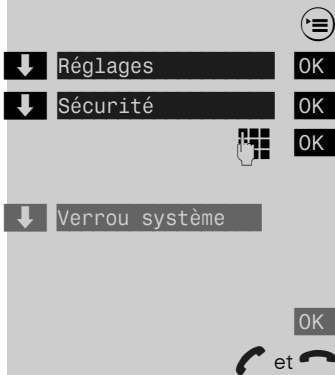 Réglages OK
Sécurité OK
OK
Verrou système
OK
et